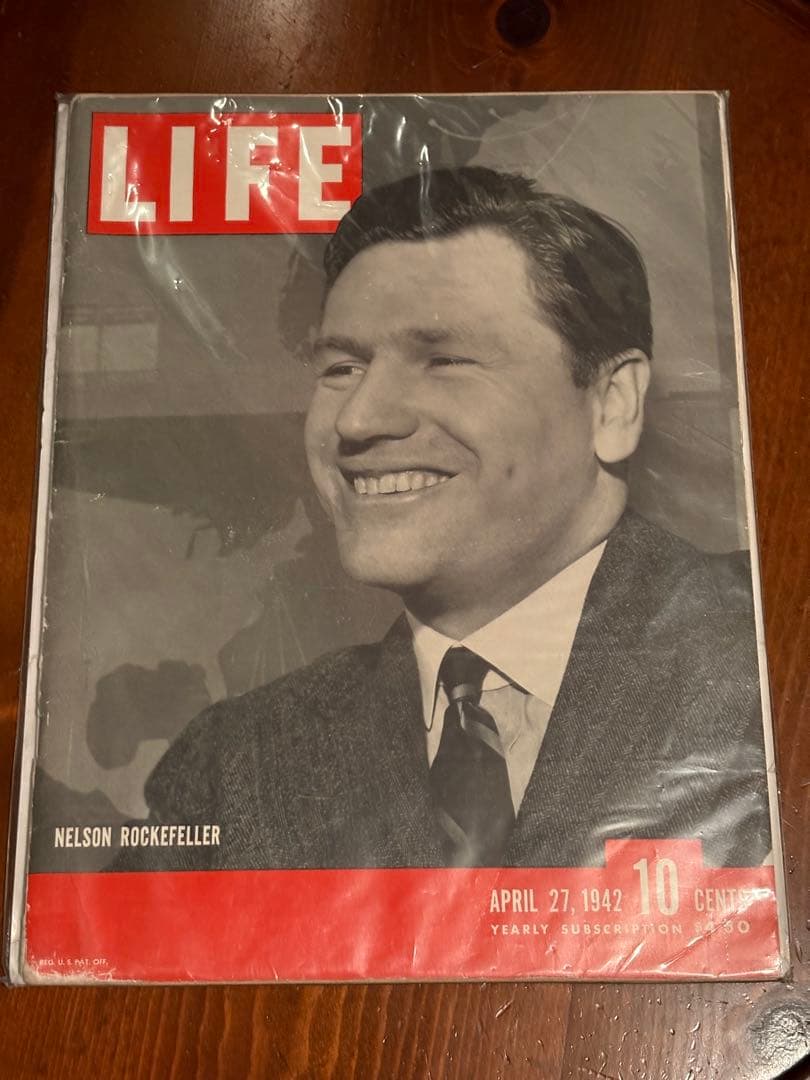 LIFE
NELSON ROCKEFELLER
APRIL 27, 1942 10 CENTS
YEARLY SUBSCRIPTION $4.50
REG. U. S. PAT. OFF.